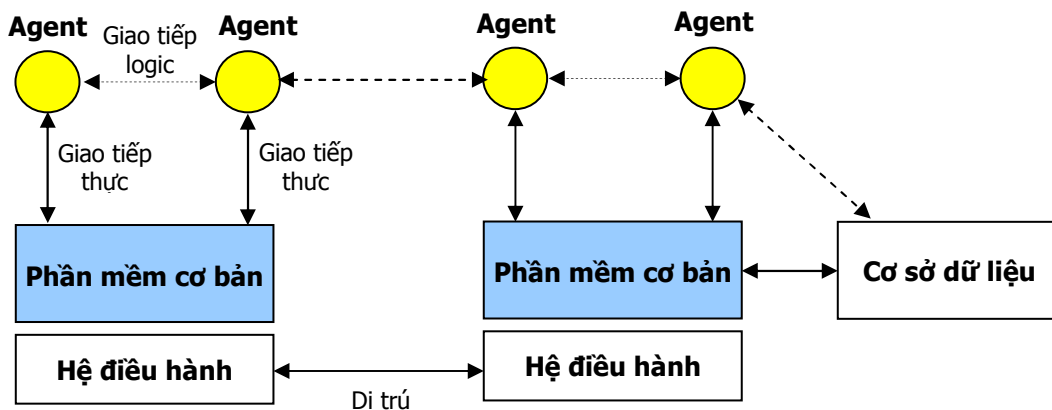 Agent
Agent
Agent
Agent
Giao tiếp
logic
Giao tiếp
thực
Giao tiếp
thưc
Phần mềm cơ bản
Phần mềm cơ bản
Cơ sở dữ liệu
Hệ điều hành
Hệ điều hành
Di trú